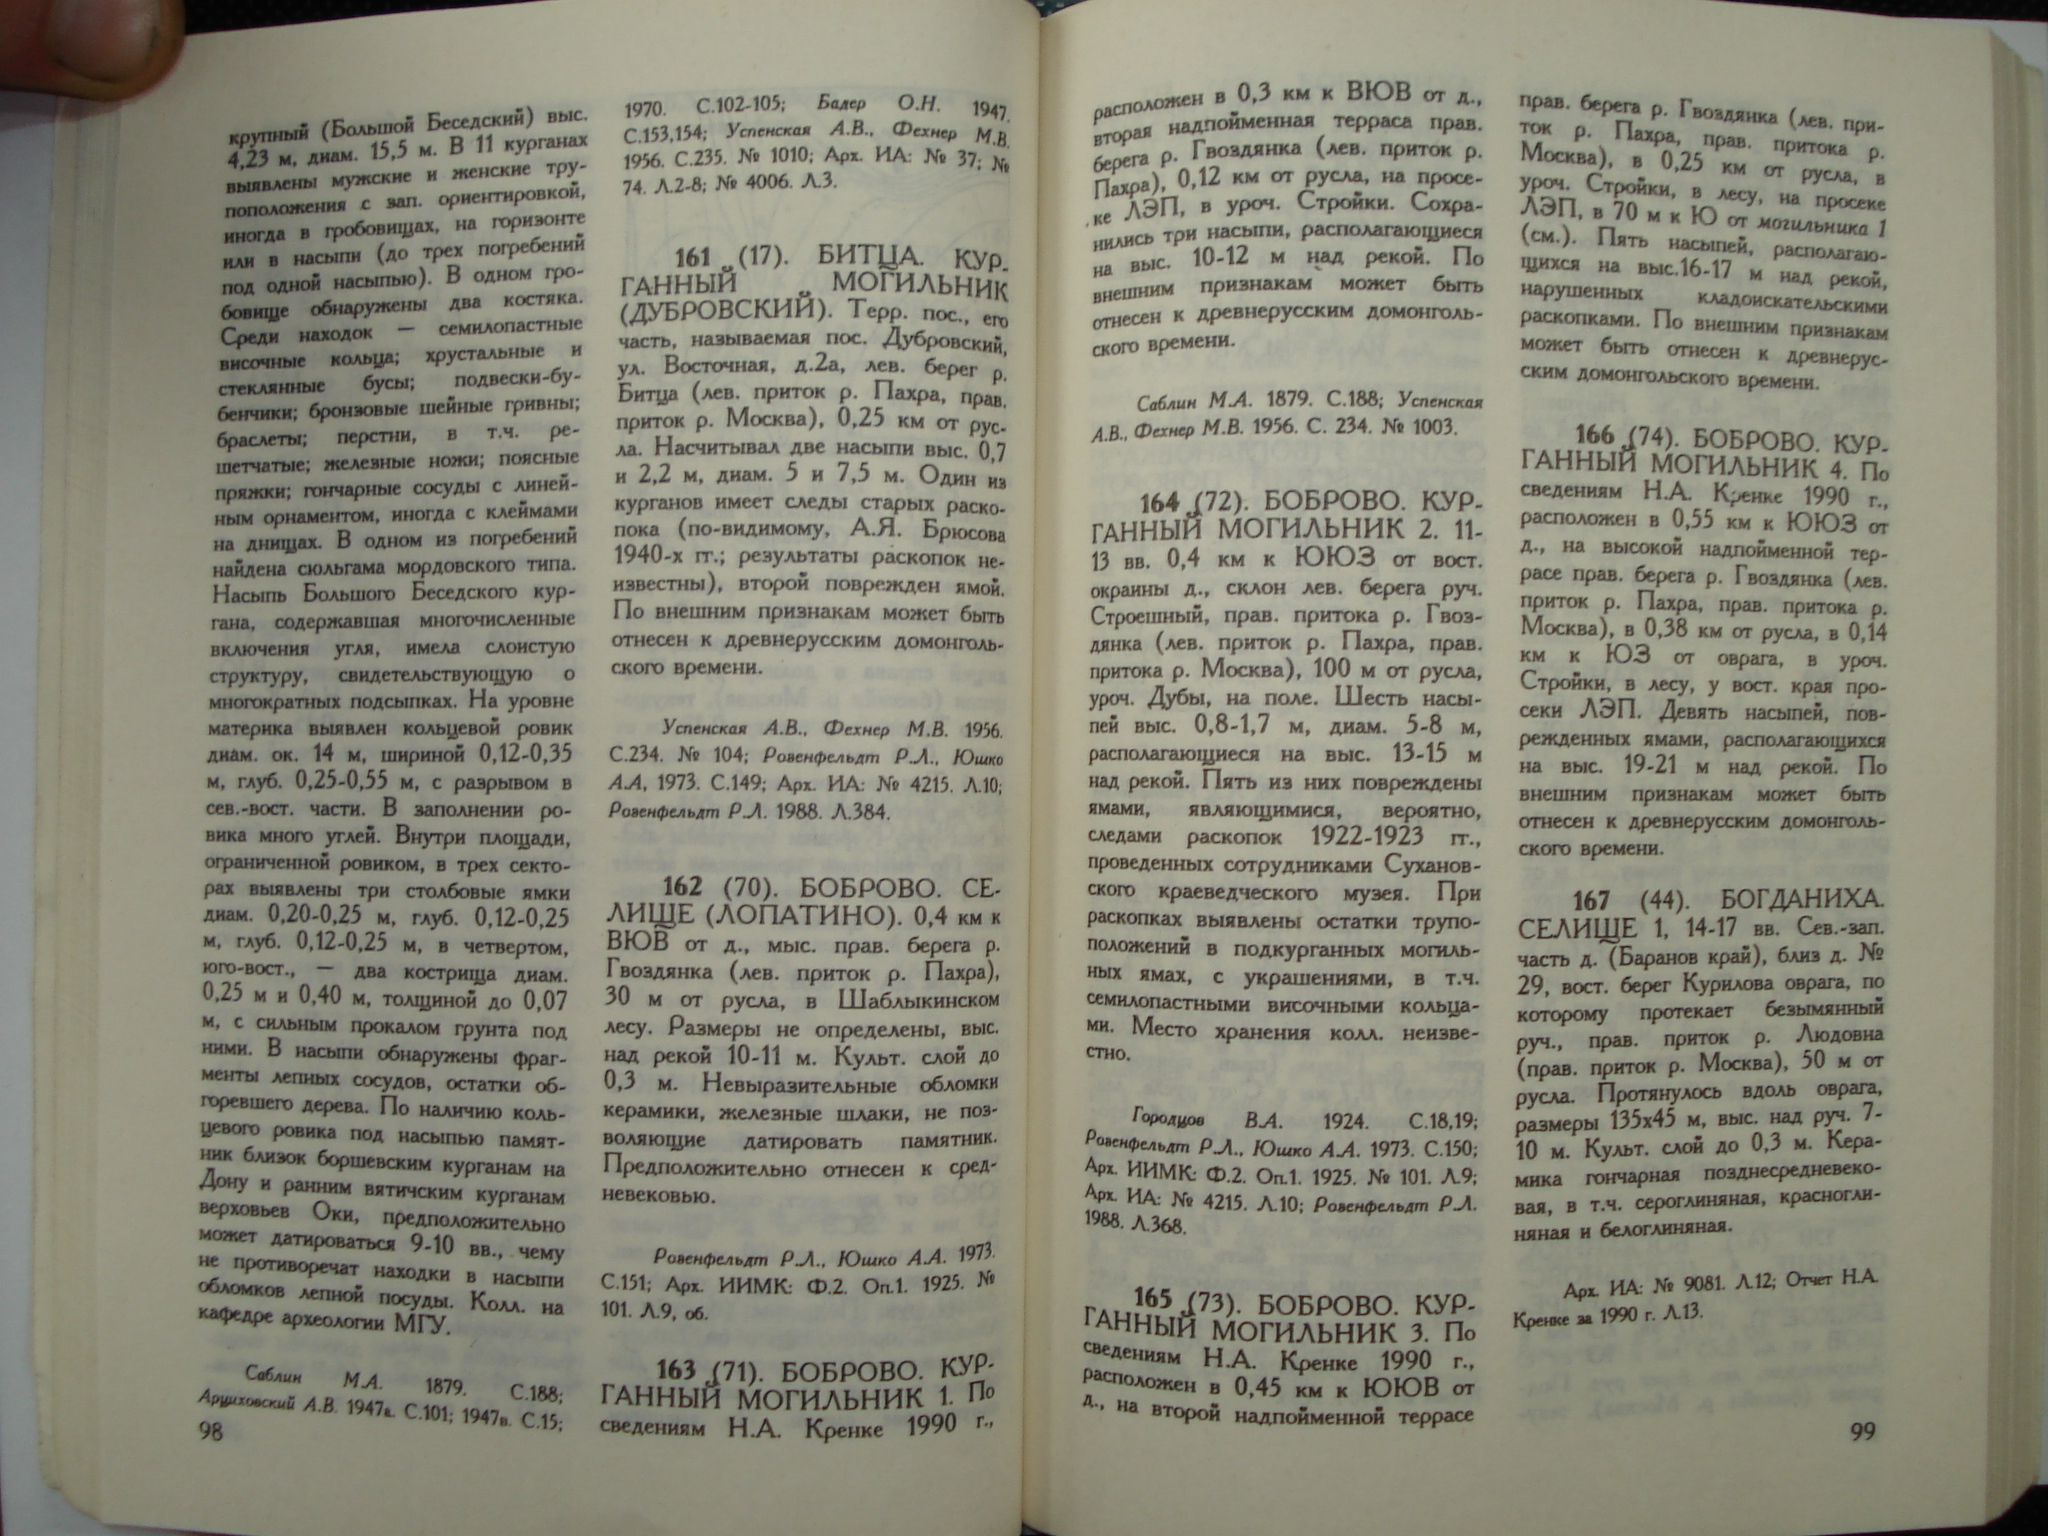 крупный (Большой Беседский) выс.
4,23 м, диам. 15,5 м. В 11 курганах
выявлены мужские и женские тру-
поположения с зап. ориентировкой,
иногда в гробовищах, на горизонте
или в насыпи (до трех погребений
под одной насыпью). В одном гро-
бовище обнаружены два костяка.
Среди находок — семилопастные
височные кольца; хрустальные и
стеклянные бусы; подвески-бу-
бенчики; бронзовые шейные гривны;
браслеты; перстни, в т.ч. ре-
шетчатые; железные ножи; поясные
пряжки; гончарные сосуды с линей-
ным орнаментом, иногда с клеймами
на днищах. В одном из погребений
найдена сюльгама мордовского типа.
Насыпь Большого Беседского кур-
гана, содержавшая многочисленные
включения угля, имела слоистую
структуру, свидетельствующую о
многократных подсыпках. На уровне
материка выявлен кольцевой ровик
диам. ок. 14 м, шириной 0,12-0,35
м, глуб. 0,25-0,55 м, с разрывом в
сев.-вост. части. В заполнении ро-
вика много углей. Внутри площади,
ограниченной ровиком, в трех секто-
рах выявлены три столбовые ямки
диам. 0,20-0,25 м, глуб. 0,12-0,25
м, глуб. 0,12-0,25 м, в четвертом,
юго-вост., — два кострища диам.
0,25 м и 0,40 м, толщиной до 0,07
м, с сильным прокалом грунта под
ними. В насыпи обнаружены фраг-
менты лепных сосудов, остатки об-
горевшего дерева. По наличию коль-
цевого ровика под насыпью памят-
ник близок боршевским курганам на
Дону и ранним вятичским курганам
верховьев Оки, предположительно
может датироваться 9-10 вв., чему
не противоречат находки в насыпи
обломков лепной посуды. Колл. на
кафедре археологии МГУ.
Саблин М.А. 1879. С.188;
Арциховский А.В. 1947а. С.101; 1947в. С.15;
98
1970. С.102-105; Бадер О.Н. 1947.
С.153,154; Успенская А.В., Фехнер М.В.
1956. С.235. № 1010; Арх. ИА: № 37; №
74. Л.2-8; № 4006. Л.3.
161 (17). БИТЦА. КУР-
ГАННЫЙ МОГИЛЬНИК
(ДУБРОВСКИЙ). Терр. пос., его
часть, называемая пос. Дубровский,
ул. Восточная, д.2а, лев. берег р.
Битца (лев. приток р. Пахра, прав.
приток р. Москва), 0,25 км от рус-
ла. Насчитывал две насыпи выс. 0,7
и 2,2 м, диам. 5 и 7,5 м. Один из
курганов имеет следы старых раско-
пока (по-видимому, А.Я. Брюсова
1940-х гг.; результаты раскопок не-
известны), второй поврежден ямой.
По внешним признакам может быть
отнесен к древнерусским домонголь-
ского времени.
Успенская А.В., Фехнер М.В. 1956.
С.234. № 104; Розенфельдт Р.Л., Юшко
А.А, 1973. С.149; Арх. ИА: № 4215. Л.10;
Розенфельдт Р.Л. 1988. Л.384.
162 (70). БОБРОВО. СЕ-
ЛИЩЕ (ЛОПАТИНО). 0,4 км к
ВЮВ от д., мыс. прав. берега р.
Гвоздянка (лев. приток р. Пахра),
30 м от русла, в Шаблыкинском
лесу. Размеры не определены, выс.
над рекой 10-11 м. Культ. слой до
0,3 м. Невыразительные обломки
керамики, железные шлаки, не поз-
воляющие датировать памятник.
Предположительно отнесен к сред-
невековью.
Розенфельдт Р.Л., Юшко А.А. 1973.
С.151; Арх. ИИМК: Ф.2. Оп.1. 1925. №
101. Л.9, об.
163 (71). БОБРОВО. КУР-
ГАННЫЙ МОГИЛЬНИК 1. По
сведениям Н.А. Кренке 1990 г.,
расположен в 0,3 км к ВЮВ от д.,
вторая надпойменная терраса прав.
берега р. Гвоздянка (лев. приток р.
Пахра), 0,12 км от русла, на просе-
ке ЛЭП, в уроч. Стройки. Сохра-
нились три насыпи, располагающиеся
на выс. 10-12 м над рекой. По
внешним признакам может быть
отнесен к древнерусским домонголь-
ского времени.
Саблин М.А. 1879. С.188; Успенская
А.В., Фехнер М.В. 1956. С. 234. № 1003.
164 (72). БОБРОВО. КУР-
ГАННЫЙ МОГИЛЬНИК 2. 11-
13 вв. 0,4 км к ЮЮЗ от вост.
окраины д., склон лев. берега руч.
Строешный, прав. притока р. Гвоз-
дянка (лев. приток р. Пахра, прав.
притока р. Москва), 100 м от русла,
уроч. Дубы, на поле. Шесть насы-
пей выс. 0,8-1,7 м, диам. 5-8 м,
располагающиеся на выс. 13-15 м
над рекой. Пять из них повреждены
ямами, являющимися, вероятно,
следами раскопок 1922-1923 гг.,
проведенных сотрудниками Суханов-
ского краеведческого музея. При
раскопках выявлены остатки трупо-
положений в подкурганных могиль-
ных ямах, с украшениями, в т.ч.
семилопастными височными кольца-
ми. Место хранения колл. неизве-
стно.
Городцов В.А. 1924. С.18,19;
Розенфельдт Р.Л., Юшко А.А. 1973. С.150;
Арх. ИИМК: Ф.2. Оп.1. 1925. № 101. Л.9;
Арх. ИА: № 4215. Л.10; Розенфельдт Р.Л.
1988. Л.368.
165 (73). БОБРОВО. КУР-
ГАННЫЙ МОГИЛЬНИК 3. По
сведениям Н.А. Кренке 1990 г.,
расположен в 0,45 км к ЮЮВ от
д., на второй надпойменной террасе
прав. берега р. Гвоздянка (лев. при-
ток р. Пахра, прав. притока р.
Москва), в 0,25 км от русла, в
уроч. Стройки, в лесу, на просеке
ЛЭП, в 70 м к Ю от могильника 1
(см.). Пять насыпей, располагаю-
щихся на выс.16-17 м над рекой,
нарушенных кладоискательскими
раскопками. По внешним признакам
может быть отнесен к древнерус-
ским домонгольского времени.
166 (74). БОБРОВО. КУР-
ГАННЫЙ МОГИЛЬНИК 4. По
сведениям Н.А. Кренке 1990 г.,
расположен в 0,55 км к ЮЮЗ от
д., на высокой надпойменной тер-
расе прав. берега р. Гвоздянка (лев.
приток р. Пахра, прав. притока р.
Москва), в 0,38 км от русла, в 0,14
км к ЮЗ от оврага, в уроч.
Стройки, в лесу, у вост. края про-
секи ЛЭП. Девять насыпей, пов-
режденных ямами, располагающихся
на выс. 19-21 м над рекой. По
внешним признакам может быть
отнесен к древнерусским домонголь-
ского времени.
167 (44). БОГДАНИХА.
СЕЛИЩЕ 1, 14-17 вв. Сев.-зап.
часть д. (Баранов край), близ д. №
29, вост. берег Курилова оврага, по
которому протекает безымянный
руч., прав. приток р. Людовна
(прав. приток р. Москва), 50 м от
русла. Протянулось вдоль оврага,
размеры 135х45 м, выс. над руч. 7-
10 м. Культ. слой до 0,3 м. Кера-
мика гончарная позднесредневеко-
вая, в т.ч. сероглиняная, красногли-
няная и белоглиняная.
Арх. ИА: № 9081. Л.12; Отчет Н.А.
Кренке за 1990 г. Л.13.
99